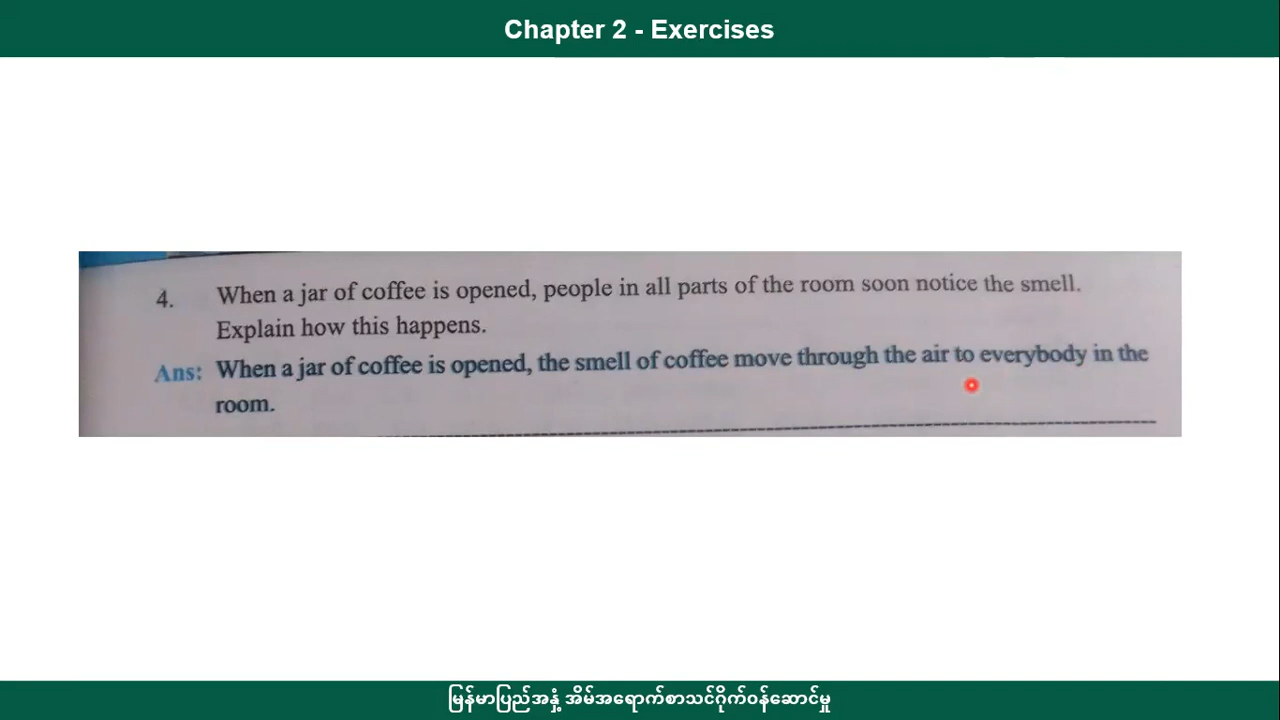 Chapter 2 - Exercises
4. When a jar of coffee is opened, people in all parts of the room soon notice the smell.
Explain how this happens.
Ans: When a jar of coffee is opened, the smell of coffee move through the air to everybody in the
room.
မြန်မာပြည်အနှံ့ အိမ်အရောက်စာသင်ဂိုက်ဝန်ဆောင်မှု